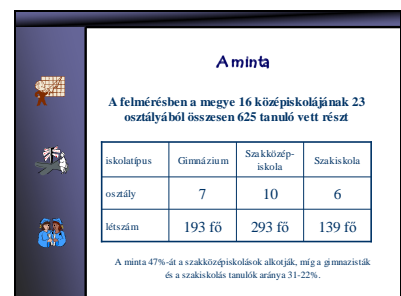 A minta
A felmérésben a megye 16 középiskolájának 23
osztályából összesen 625 tanuló vett részt
iskolatípus Gimnázium Szakközép-iskola Szakiskola
osztály 7 10 6
létszám 193 fő 293 fő 139 fő
A minta 47%-át a szakközépiskolások alkotják, míg a gimnazisták
és a szakiskolás tanulók aránya 31-22%.